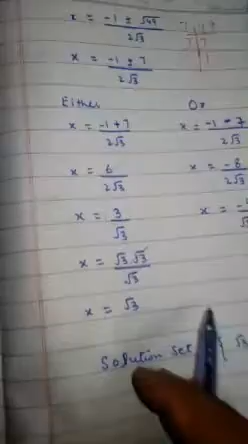 x = -1 ± √49 / 2√3
x = -1 ± 7 / 2√3
Either Or
x = -1 + 7 / 2√3 x = -1 - 7 / 2√3
x = 6 / 2√3 x = -8 / 2√3
x = 3 / √3 x = -
x = √3 √3 / √3
x = √3
Solution set { √3